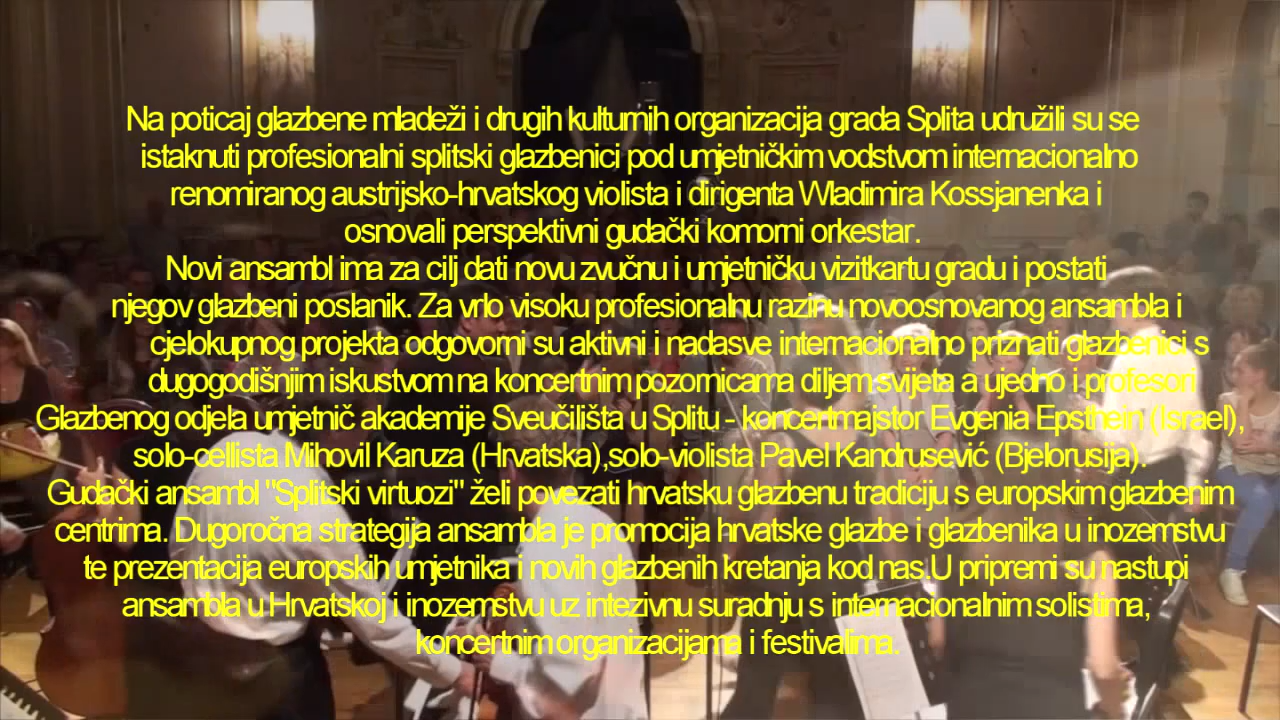 Na poticaj glazbene mladeži i drugih kulturnih organizacija grada Splita udružili su se
istaknuti profesionalni splitski glazbenici pod umjetničkim vodstvom internacionalno
renomiranog austrijsko-hrvatskog violista i dirigenta Wladimira Kossjanenka i
osnovali perspektivni gudački komorni orkestar.
Novi ansambl ima za cilj dati novu zvučnu i umjetničku vizitkartu gradu i postati
njegov glazbeni poslanik. Za vrlo visoku profesionalnu razinu novoosnovanog ansambla i
cjelokupnog projekta odgovorni su aktivni i nadasve internacionalno priznati glazbenici s
dugogodišnjim iskustvom na koncertnim pozornicama diljem svijeta a ujedno i profesori
Glazbenog odjela umjetnič akademije Sveučilišta u Splitu - koncertmajstor Evgenia Epsthein (Israel),
solo-cellista Mihovil Karuza (Hrvatska),solo-violista Pavel Kandrusević (Bjelorusija).
Gudački ansambl "Splitski virtuozi" želi povezati hrvatsku glazbenu tradiciju s europskim glazbenim
centrima. Dugoročna strategija ansambla je promocija hrvatske glazbe i glazbenika u inozemstvu
te prezentacija europskih umjetnika i novih glazbenih kretanja kod nas.U pripremi su nastupi
ansambla u Hrvatskoj i inozemstvu uz intezivnu suradnju s internacionalnim solistima,
koncertnim organizacijama i festivalima.